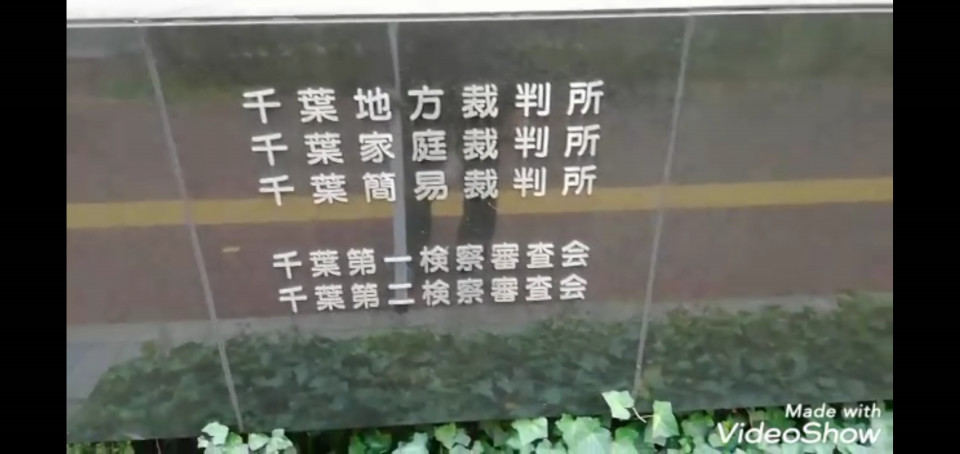 千葉地方裁判所
千葉家庭裁判所
千葉簡易裁判所
千葉第一検察審査会
千葉第二検察審査会
Made with
VideoShow